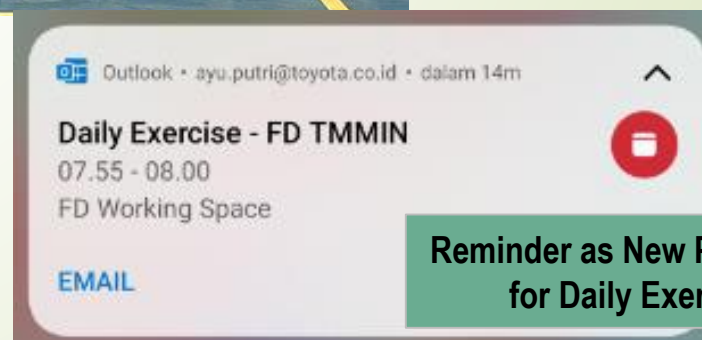 Outlook • ayu.putri@toyota.co.id • dalam 14m
Daily Exercise - FD TMMIN
07.55 - 08.00
FD Working Space
EMAIL
Reminder as New
for Daily